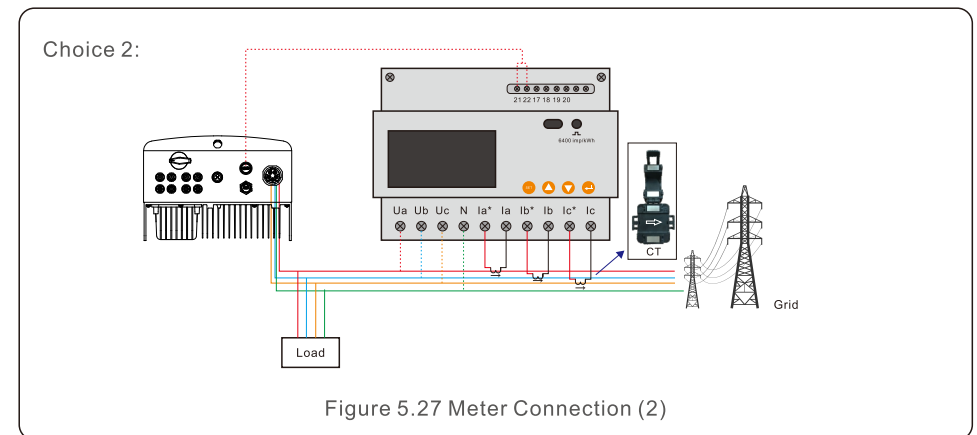 Choice 2:
21 22 17 18 19 20
6400 imp/kWh
Ua Ub Uc N Ia* Ia Ib* Ib Ic* Ic
CT
Grid
Load
Figure 5.27 Meter Connection (2)